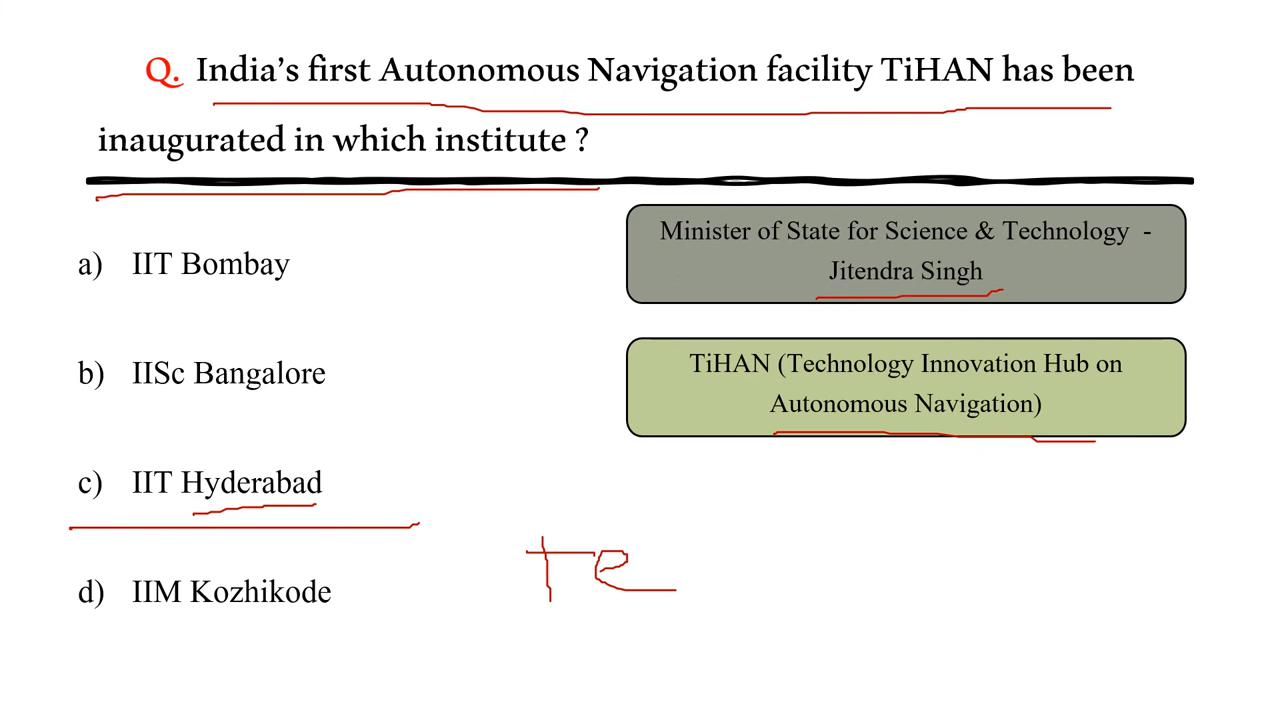 Q. India's first Autonomous Navigation facility TiHAN has been
inaugurated in which institute ?
a) IIT Bombay
b) IISc Bangalore
c) IIT Hyderabad
d) IIM Kozhikode
Minister of State for Science & Technology -
Jitendra Singh
TiHAN (Technology Innovation Hub on
Autonomous Navigation)
te